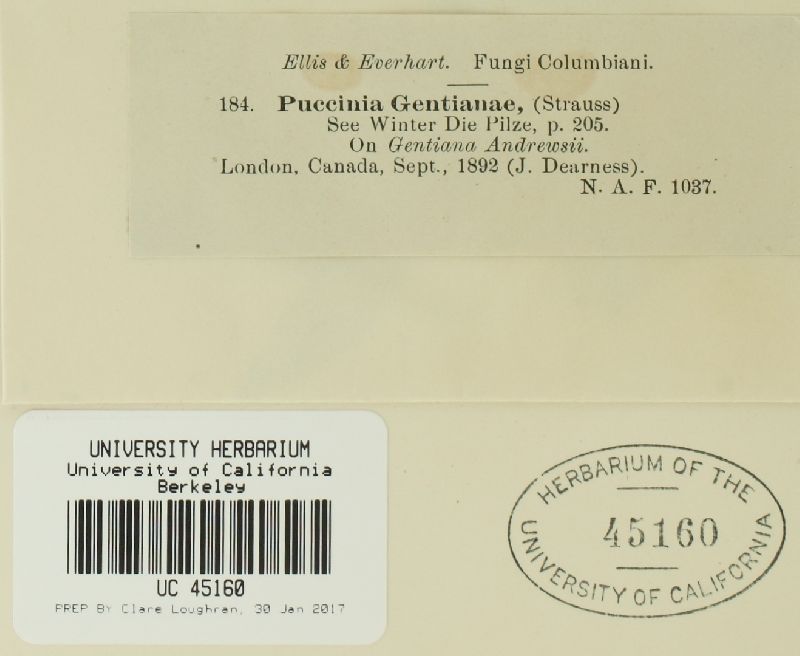 Ellis & Everhart. Fungi Columbiani.
184. Puccinia Gentianae, (Strauss)
See Winter Die Pilze, p. 205.
On Gentiana Andrewsii.
London, Canada, Sept., 1892 (J. Dearness).
N. A. F. 1037.
UNIVERSITY HERBARIUM
University of California
Berkeley
UC 45160
PREP BY Clare Loughran, 30 Jan 2017
HERBARIUM OF THE
45160
UNIVERSITY OF CALIFORNIA